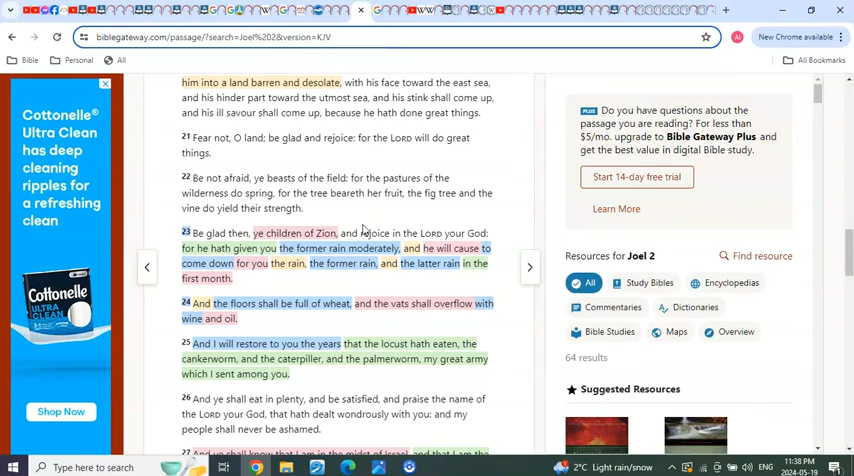 biblegateway.com/passage/?search=Joel%202&version=KJV
New Chrome available
Bible
Personal
All
All Bookmarks
Cottonelle®
Ultra Clean
has deep
cleaning
ripples for
a refreshing
clean.
Cottonelle
Shop Now
him into a land barren and desolate, with his face toward the east sea,
and his hinder part toward the utmost sea, and his stink shall come up,
and his ill savour shall come up, because he hath done great things.
21 Fear not, O land; be glad and rejoice: for the LORD will do great
things.
22 Be not afraid, ye beasts of the field: for the pastures of the
wilderness do spring, for the tree beareth her fruit, the fig tree and the
vine do yield their strength.
23 Be glad then, ye children of Zion, and rejoice in the LORD your God:
for he hath given you the former rain moderately, and he will cause to
come down for you the rain, the former rain, and the latter rain in the
first month.
24 And the floors shall be full of wheat, and the vats shall overflow with
wine and oil.
25 And I will restore to you the years that the locust hath eaten, the
cankerworm, and the caterpiller, and the palmerworm, my great army
which I sent among you.
26 And ye shall eat in plenty, and be satisfied, and praise the name of
the LORD your God, that hath dealt wondrously with you: and my
people shall never be ashamed.
27 And ye shall know that I am in the midst of Israel, and that I am the
PLUS Do you have questions about the
passage you are reading? For less than
$5/mo. upgrade to Bible Gateway Plus and
get the best value in digital Bible study.
Start 14-day free trial
Learn More
Resources for Joel 2
Find resource
All
Study Bibles
Encyclopedias
Commentaries
Dictionaries
Bible Studies
Maps
Overview
64 results
Suggested Resources
Type here to search
2°C Light rain/snow
11:38 PM
2024-05-19